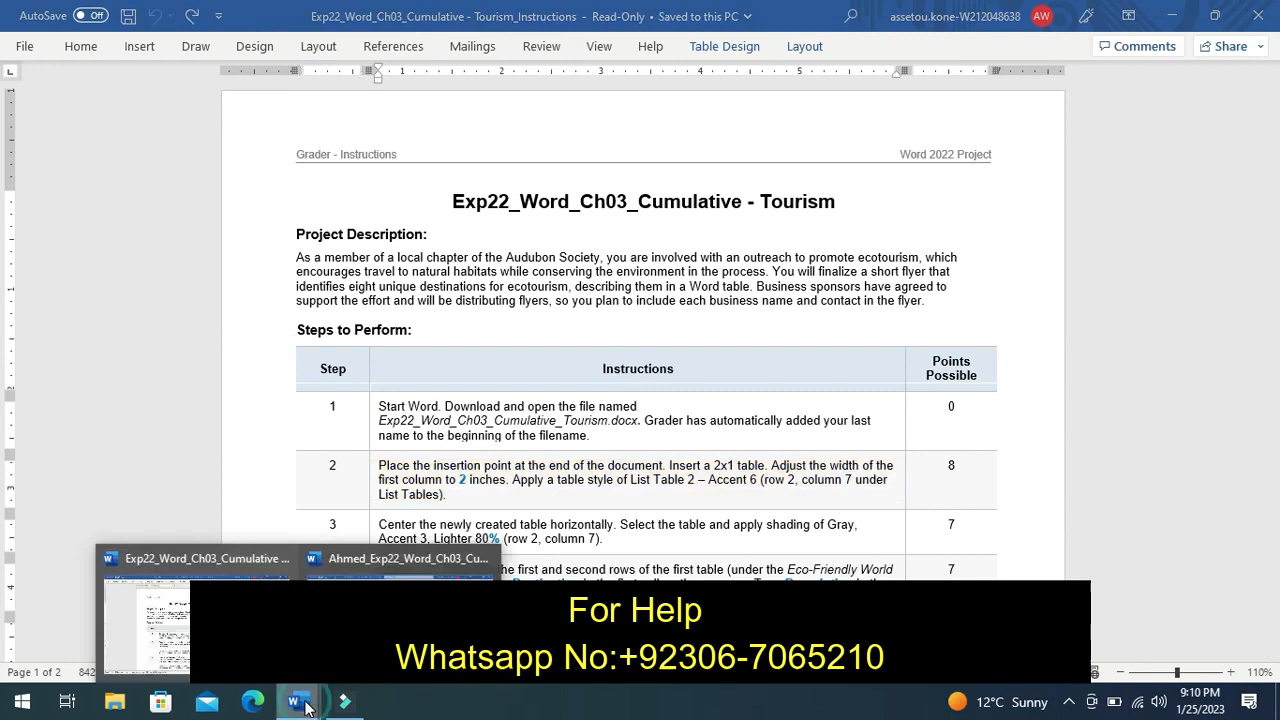 AutoSave
Exp22_Word_Ch03_Cumulative - Tourism_Instructions - Read-Only • Saved to this PC
assetou.kone-W212048638
AW
File Home Insert Draw Design Layout References Mailings Review View Help Table Design Layout
Comments
Share
1 2 3 4 5
Grader - Instructions
Word 2022 Project
Exp22_Word_Ch03_Cumulative - Tourism
Project Description:
As a member of a local chapter of the Audubon Society, you are involved with an outreach to promote ecotourism, which
encourages travel to natural habitats while conserving the environment in the process. You will finalize a short flyer that
identifies eight unique destinations for ecotourism, describing them in a Word table. Business sponsors have agreed to
support the effort and will be distributing flyers, so you plan to include each business name and contact in the flyer.
Steps to Perform:
Step
Instructions
Points
Possible
1
Start Word. Download and open the file named
Exp22_Word_Ch03_Cumulative_Tourism.docx. Grader has automatically added your last
name to the beginning of the filename.
0
2
Place the insertion point at the end of the document. Insert a 2x1 table. Adjust the width of the
first column to 2 inches. Apply a table style of List Table 2 – Accent 6 (row 2, column 7 under
List Tables).
8
3
Center the newly created table horizontally. Select the table and apply shading of Gray,
Accent 3, Lighter 80% (row 2, column 7).
7
the first and second rows of the first table (under the Eco-Friendly World
7
Exp22_Word_Ch03_Cumulative ...
Ahmed_Exp22_Word_Ch03_Cu...
For Help
Whatsapp No:+92306-7065210
Page 1 of 2
110%
12°C Sunny
9:10 PM
1/25/2023